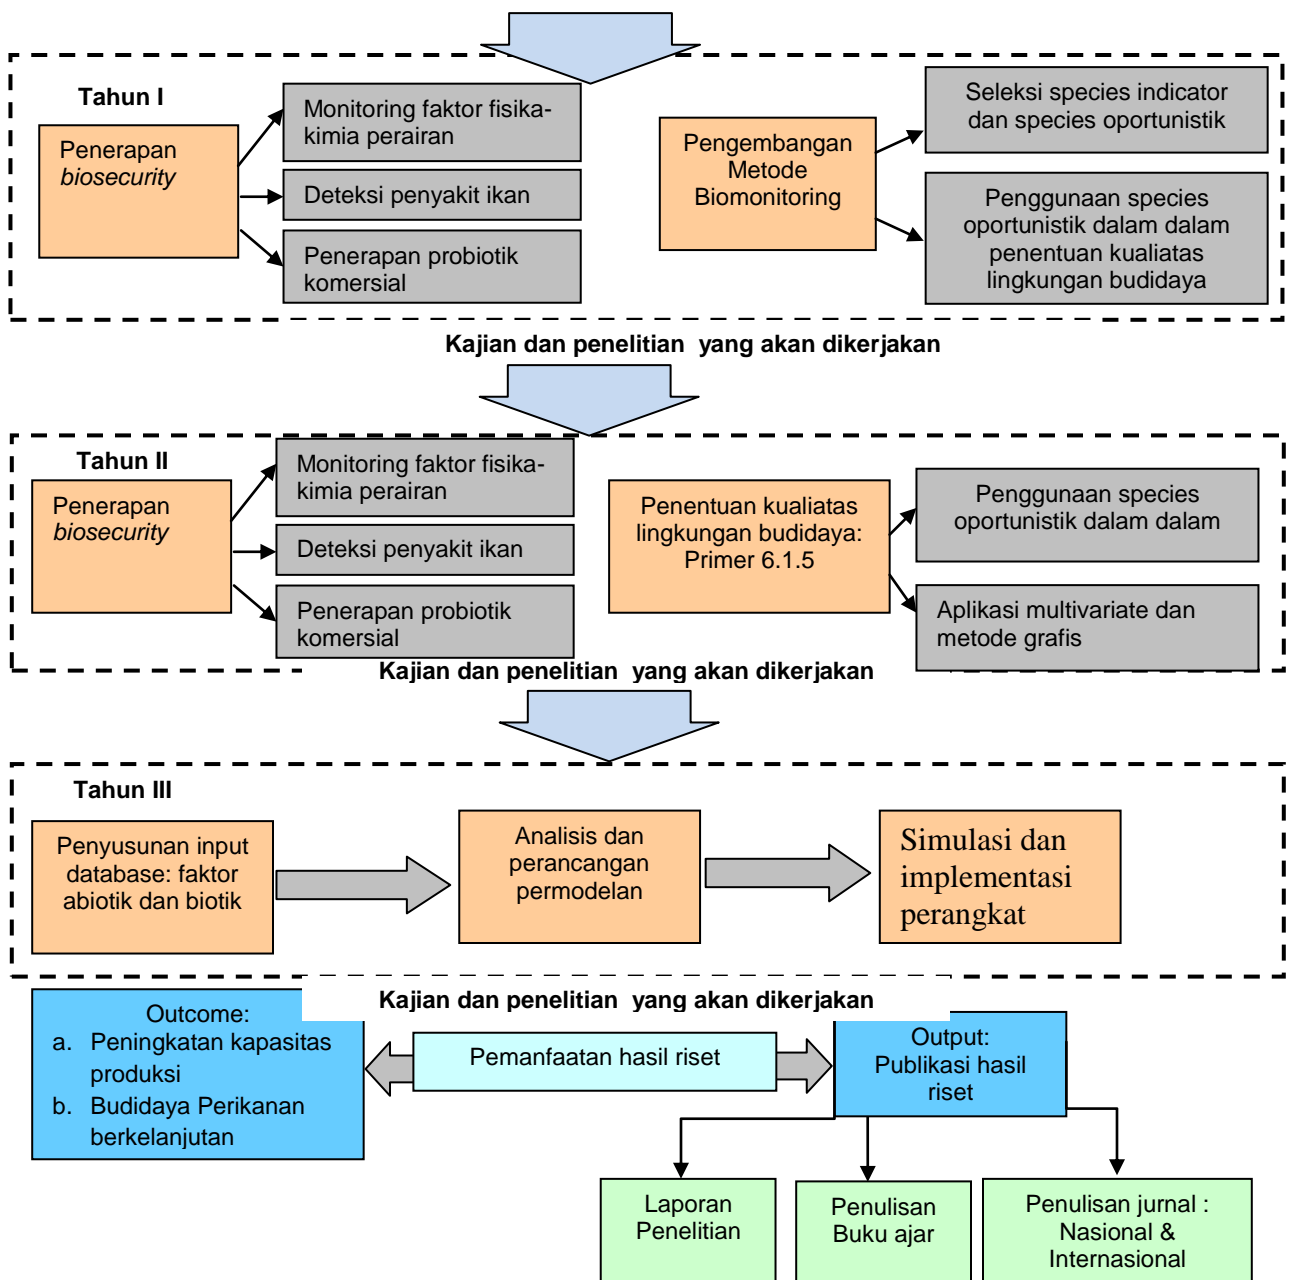 Tahun I
Penerapan
biosecurity
Monitoring faktor fisika-
kimia perairan
Deteksi penyakit ikan
Penerapan probiotik
komersial
Pengembangan
Metode
Biomonitoring
Seleksi species indicator
dan species oportunistik
Penggunaan species
oportunistik dalam dalam
penentuan kualiatas
lingkungan budidaya
Kajian dan penelitian yang akan dikerjakan
Tahun II
Penerapan
biosecurity
Monitoring faktor fisika-
kimia perairan
Deteksi penyakit ikan
Penerapan probiotik
komersial
Penentuan kualiatas
lingkungan budidaya:
Primer 6.1.5
Penggunaan species
oportunistik dalam dalam
Aplikasi multivariate dan
metode grafis
Kajian dan penelitian yang akan dikerjakan
Tahun III
Penyusunan input
database: faktor
abiotik dan biotik
Analisis dan
perancangan
permodelan
Simulasi dan
implementasi
perangkat
Kajian dan penelitian yang akan dikerjakan
Outcome:
a. Peningkatan kapasitas
produksi
b. Budidaya Perikanan
berkelanjutan
Pemanfaatan hasil riset
Output:
Publikasi hasil
riset
Laporan
Penelitian
Penulisan
Buku ajar
Penulisan jurnal :
Nasional &
Internasional